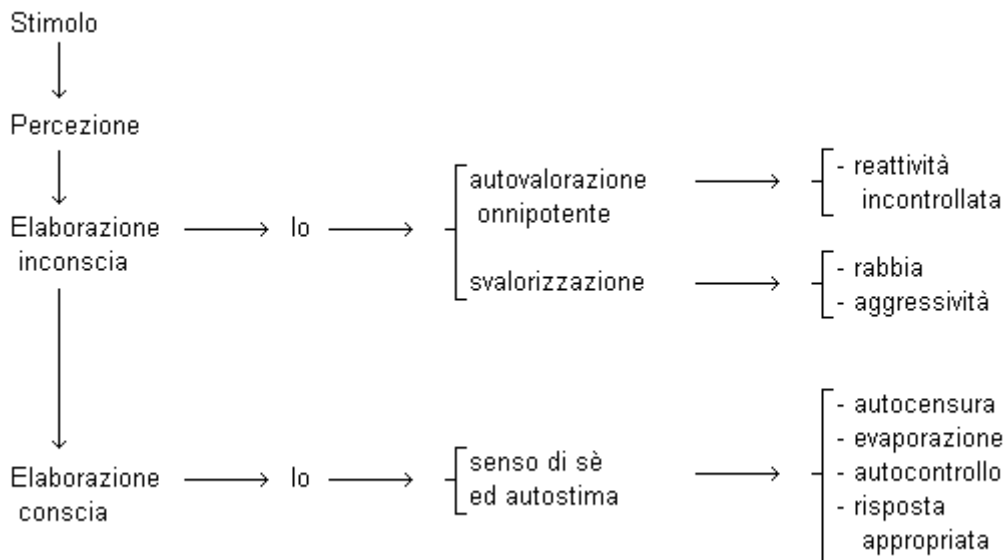 Stimolo
Percezione
Elaborazione
inconscia
Io
autovalorazione
onnipotente
- reattività
incontrollata
svalorizzazione
- rabbia
- aggressività
Elaborazione
conscia
Io
senso di sè
ed autostima
- autocensura
- evaporazione
- autocontrollo
- risposta
appropriata